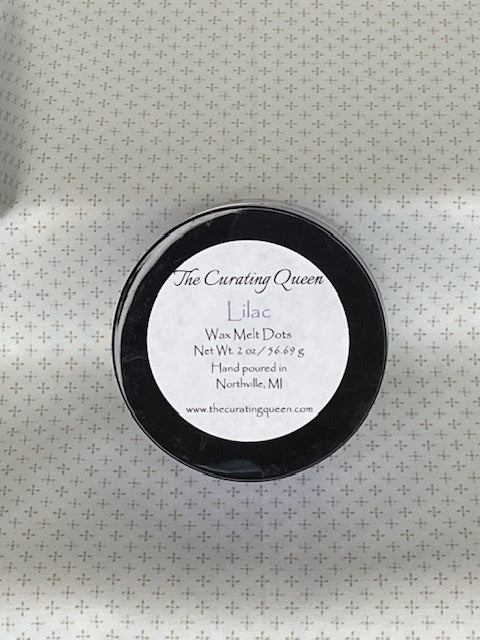 The Curating Queen
Lilac
Wax Melt Dots
Net Wt. 2 oz / 56.69 g
Hand poured in
Northville, MI
www.thecuratingqueen.com